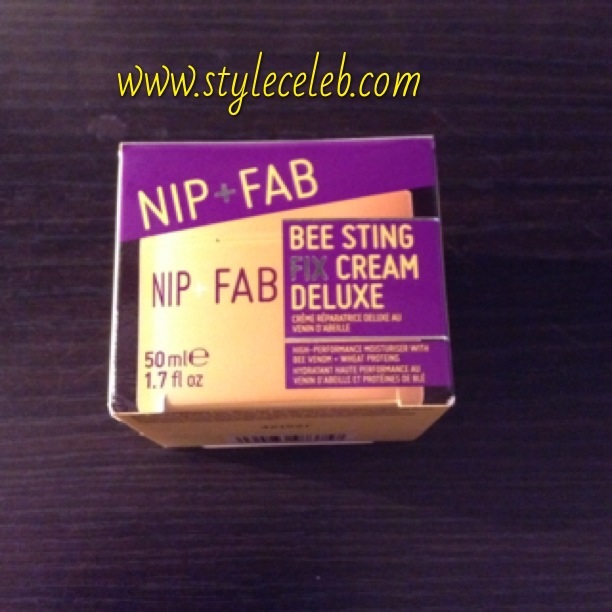 www.styleceleb.com
NIP+FAB
NIP+FAB
BEE STING
FIX CREAM
DELUXE
CRÈME RÉPARATRICE DELUXE AU
VENIN D'ABEILLE
HIGH-PERFORMANCE MOISTURISER WITH
BEE VENOM + WHEAT PROTEINS
HYDRATANT HAUTE PERFORMANCE AU
VENIN D'ABEILLE ET PROTÉINES DE BLÉ
50 ml℮
1.7 fl oz